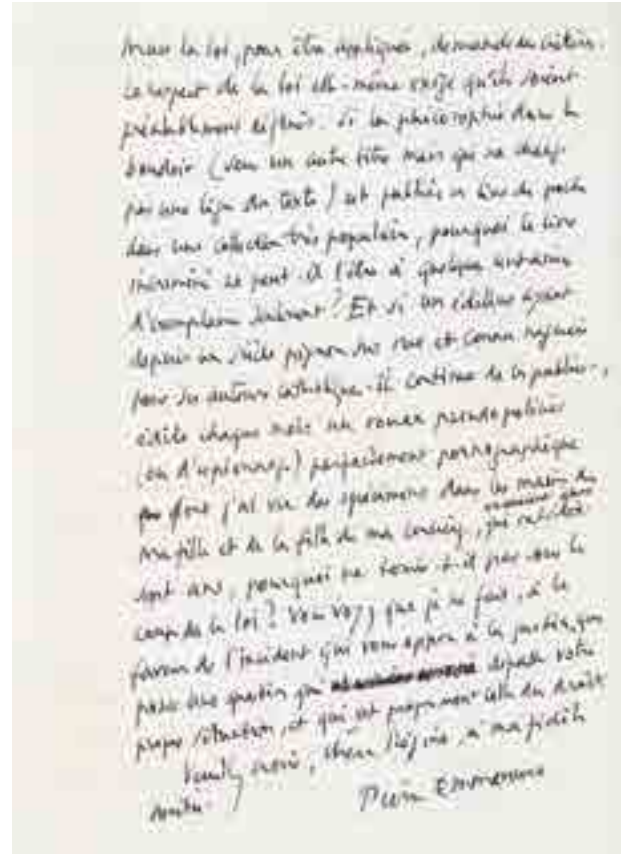 Mais la loi, pour être appliquée, demande des critères.
Le respect de la loi elle-même exige qu'ils soient
préalablement définis. Si la philosophie dans le
boudoir (sous un autre titre mais qui ne change
pas une ligne du texte) est publiée en livre de poche
dans une collection très populaire, pourquoi le livre
incriminé ne peut-il l'être à quelques centaines
d'exemplaires seulement ? Et si un éditeur ayant
depuis un siècle pignon sur rue et connu naguère
pour ses auteurs catholiques - il continue de les publier -,
édite chaque mois un roman pseudo policier
(ou d'espionnage) parfaitement pornographique
dont j'ai vu des spécimens dans les mains de
ma fille et de la fille de ma concierge, qui
sept ans, pourquoi ne tombe-t-il pas sous le
coup de la loi ? Vous voyez que je ne fais, à la
faveur de l'incident qui vous oppose à la justice, que
poser une question qui dépasse votre
propre situation, et qui est proprement celle du droit.
Veuillez croire, chère Régine, à ma fidèle
amitié.
Pierre Emmanuel